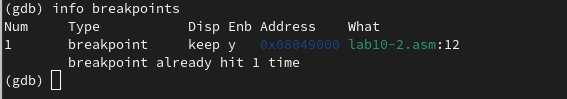 (gdb) info breakpoints
Num     Type           Disp Enb Address    What
1       breakpoint     keep y   0x08049000 lab10-2.asm:12
        breakpoint already hit 1 time
(gdb)